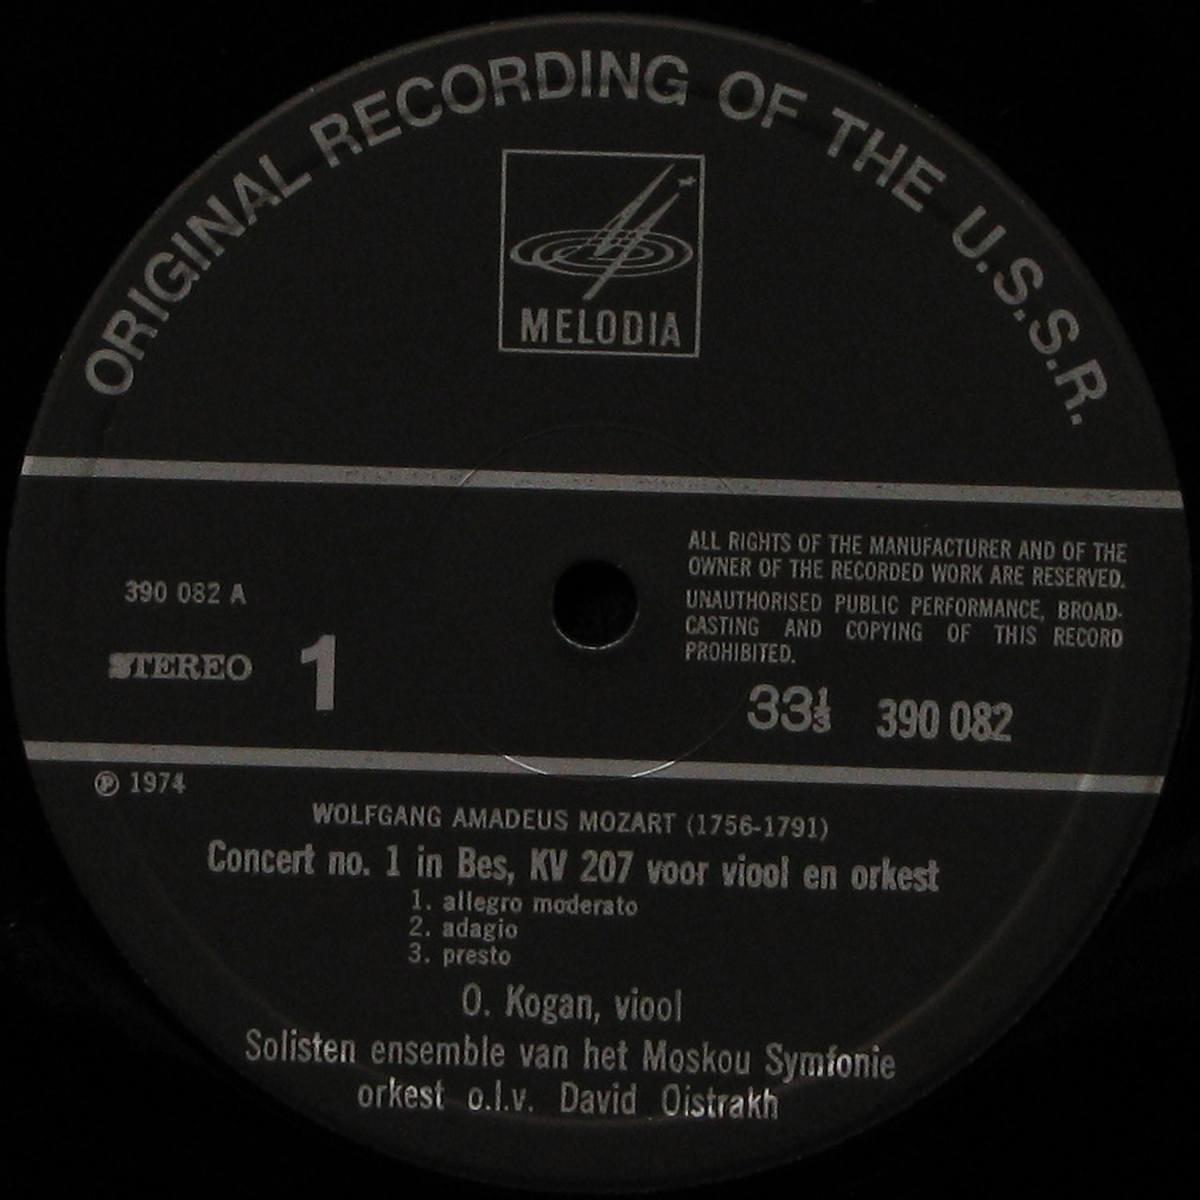 ORIGINAL RECORDING OF THE U.S.S.R.
MELODIA
ALL RIGHTS OF THE MANUFACTURER AND OF THE
OWNER OF THE RECORDED WORK ARE RESERVED.
UNAUTHORISED PUBLIC PERFORMANCE, BROAD-
CASTING AND COPYING OF THIS RECORD
PROHIBITED.
390 082 A
STEREO 1
33⅓ 390 082
℗ 1974
WOLFGANG AMADEUS MOZART (1756-1791)
Concert no. 1 in Bes, KV 207 voor viool en orkest
1. allegro moderato
2. adagio
3. presto
O. Kogan, viool
Solisten ensemble van het Moskou Symfonie
orkest o.l.v. David Oistrakh